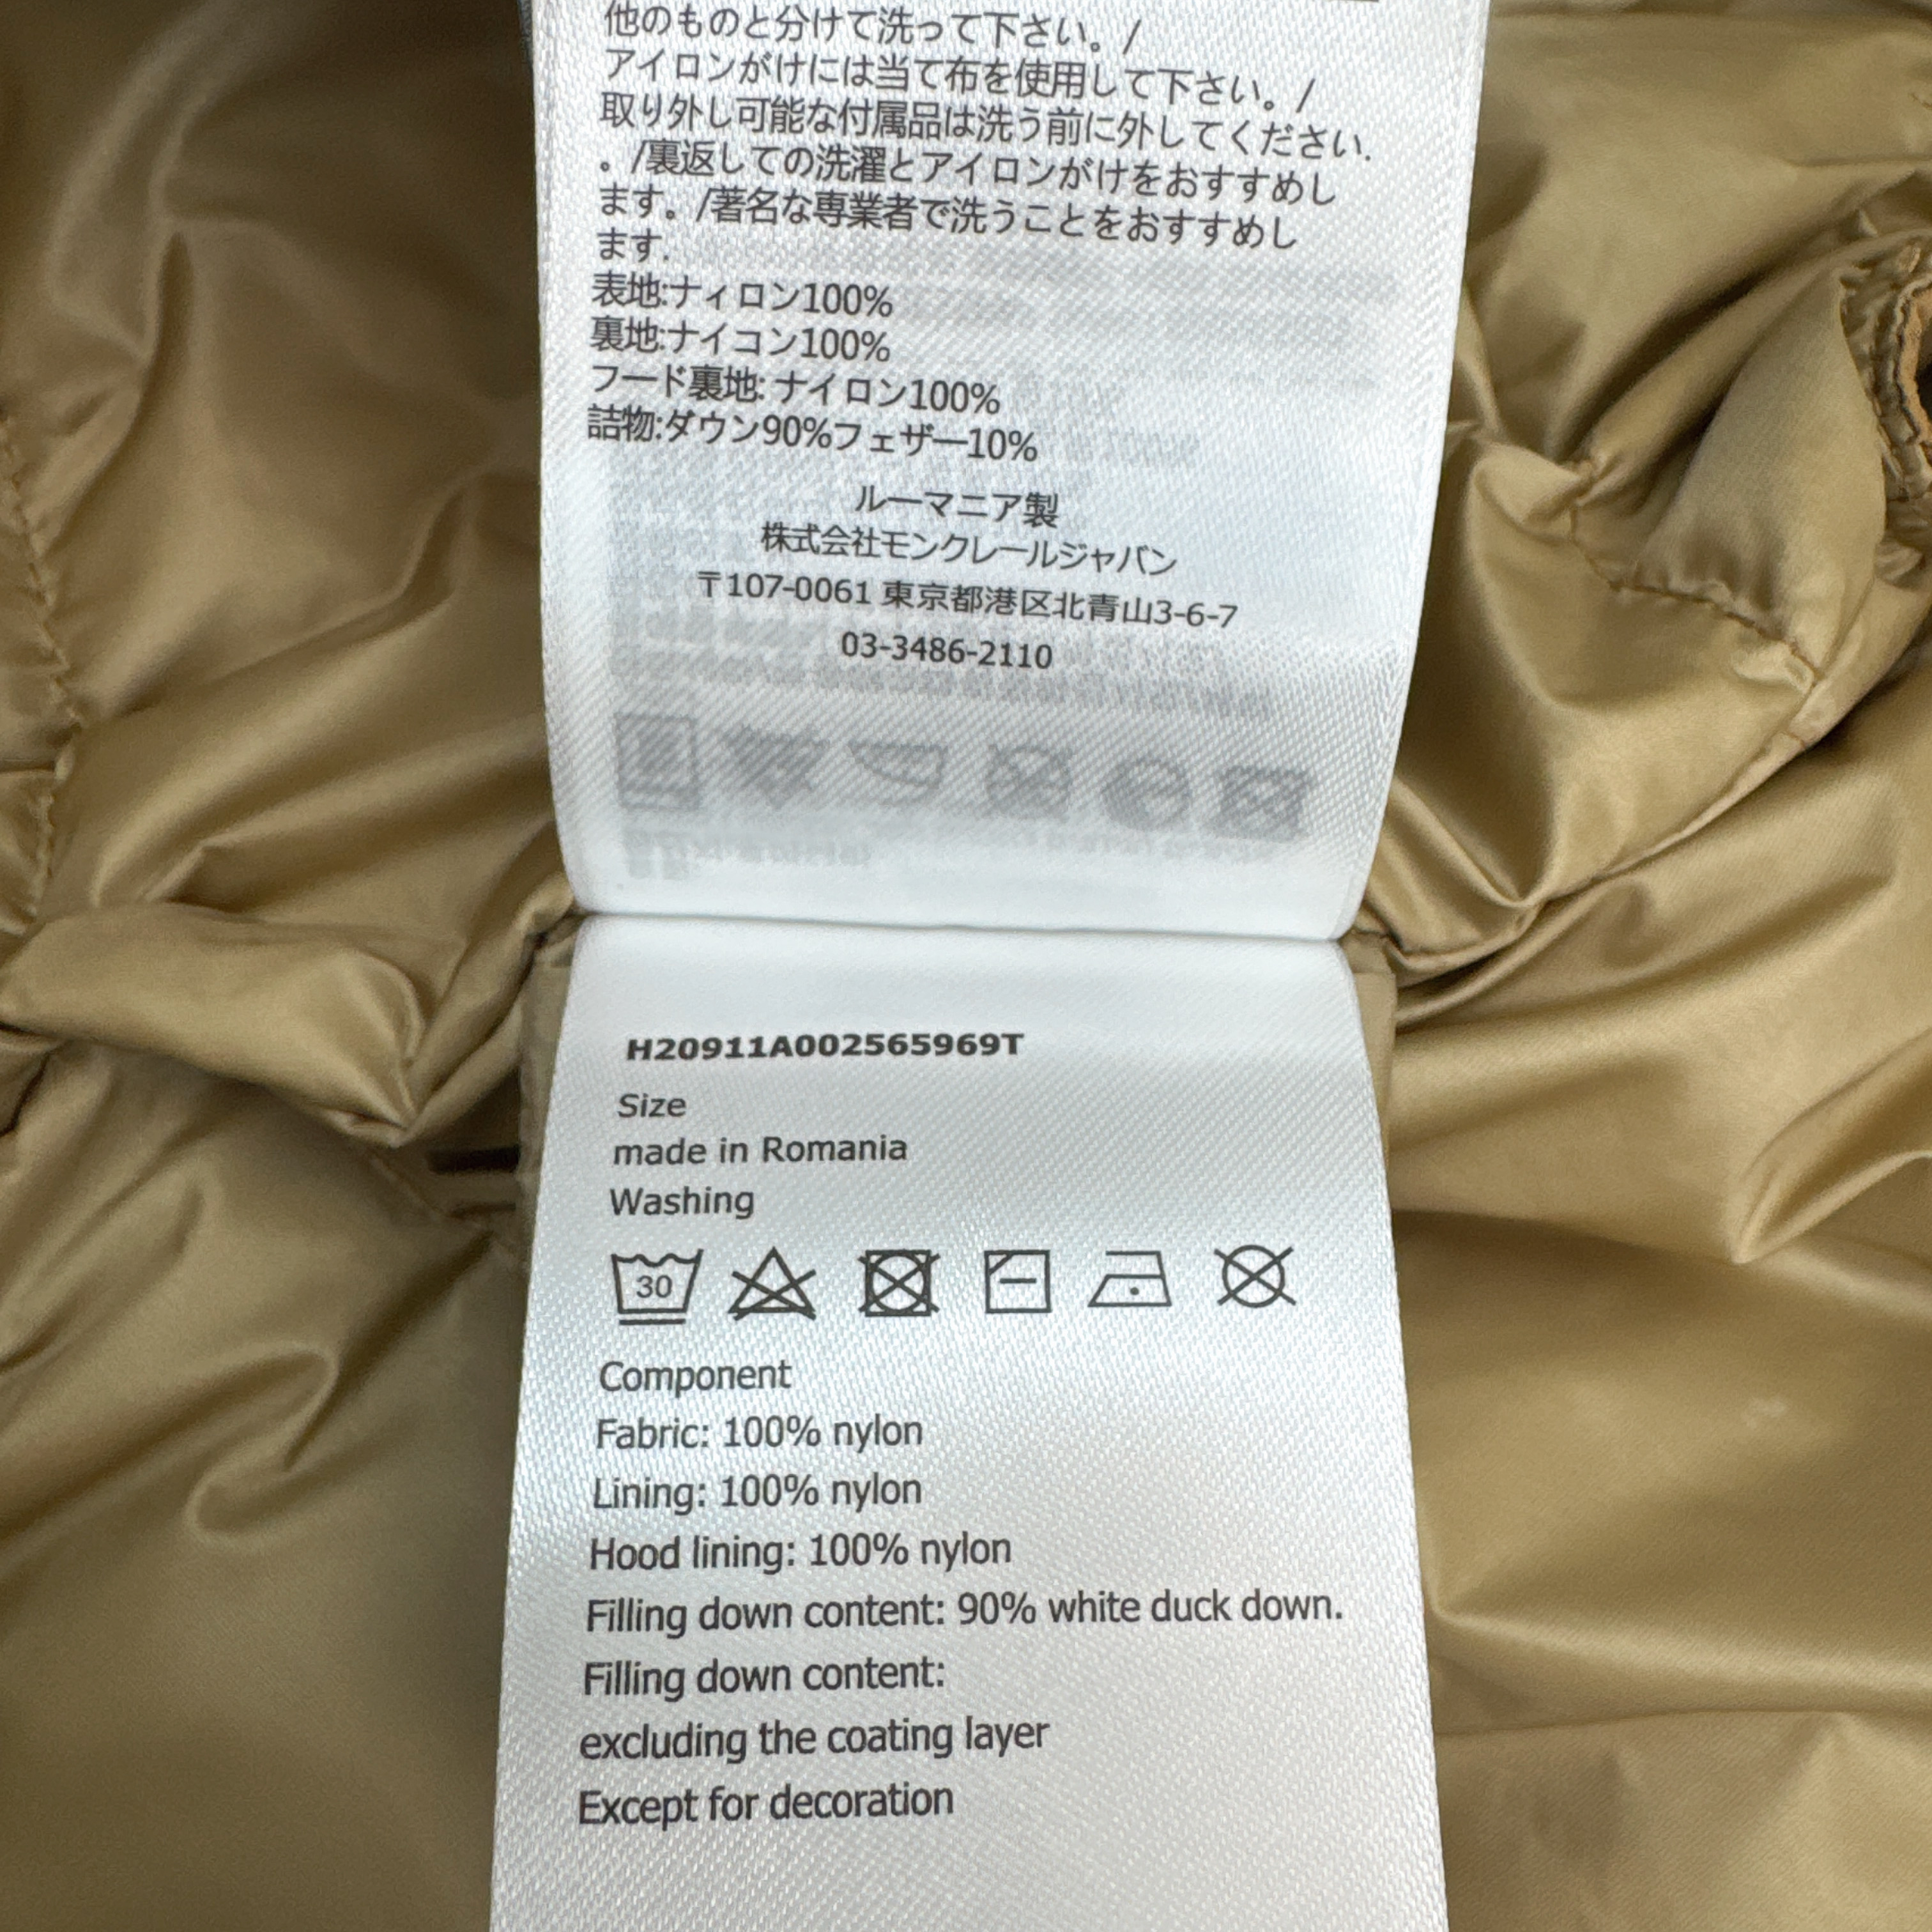 他のものと分けて洗って下さい。/
アイロンがけには当て布を使用して下さい。/
取り外し可能な付属品は洗う前に外してください.
。/裏返しての洗濯とアイロンがけをおすすめし
ます。/著名な専業者で洗うことをおすすめし
ます.
表地:ナィロン100%
裏地:ナイコン100%
フード裏地: ナイロン100%
詰物:ダウン90%フェザー10%
ルーマニア製
株式会社モンクレールジャバン
〒107-0061 東京都港区北青山3-6-7
03-3486-2110
H20911A002565969T
Size
made in Romania
Washing
30
Component
Fabric: 100% nylon
Lining: 100% nylon
Hood lining: 100% nylon
Filling down content: 90% white duck down.
Filling down content:
excluding the coating layer
Except for decoration